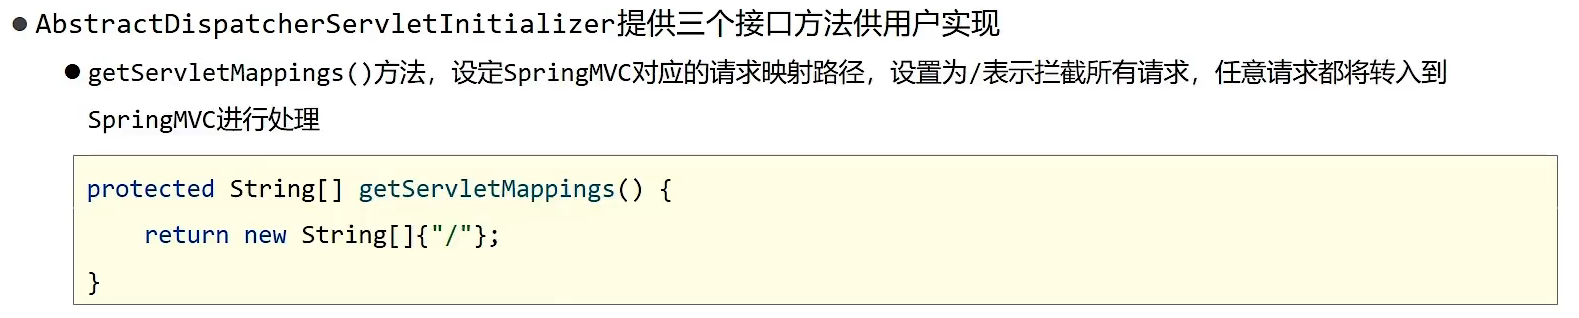 ● AbstractDispatcherServletInitializer提供三个接口方法供用户实现
● getServletMappings()方法，设定SpringMVC对应的请求映射路径，设置为/表示拦截所有请求，任意请求都将转入到
SpringMVC进行处理
protected String[] getServletMappings() {
    return new String[]{"/"};
}